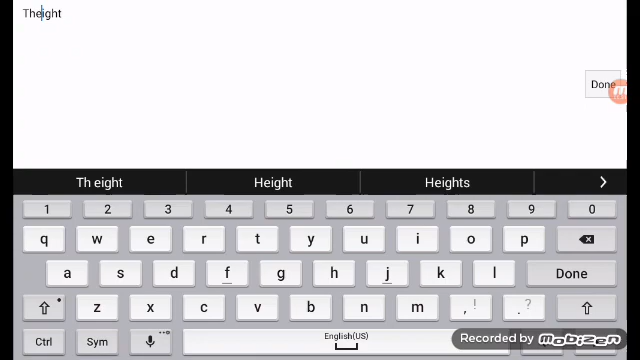 Theight
Done
Th eight Height Heights >
1 2 3 4 5 6 7 8 9 0
q w e r t y u i o p
a s d f g h j k l Done
z x c v b n m , ! . ?
Ctrl Sym English(US)
Recorded by mobizen